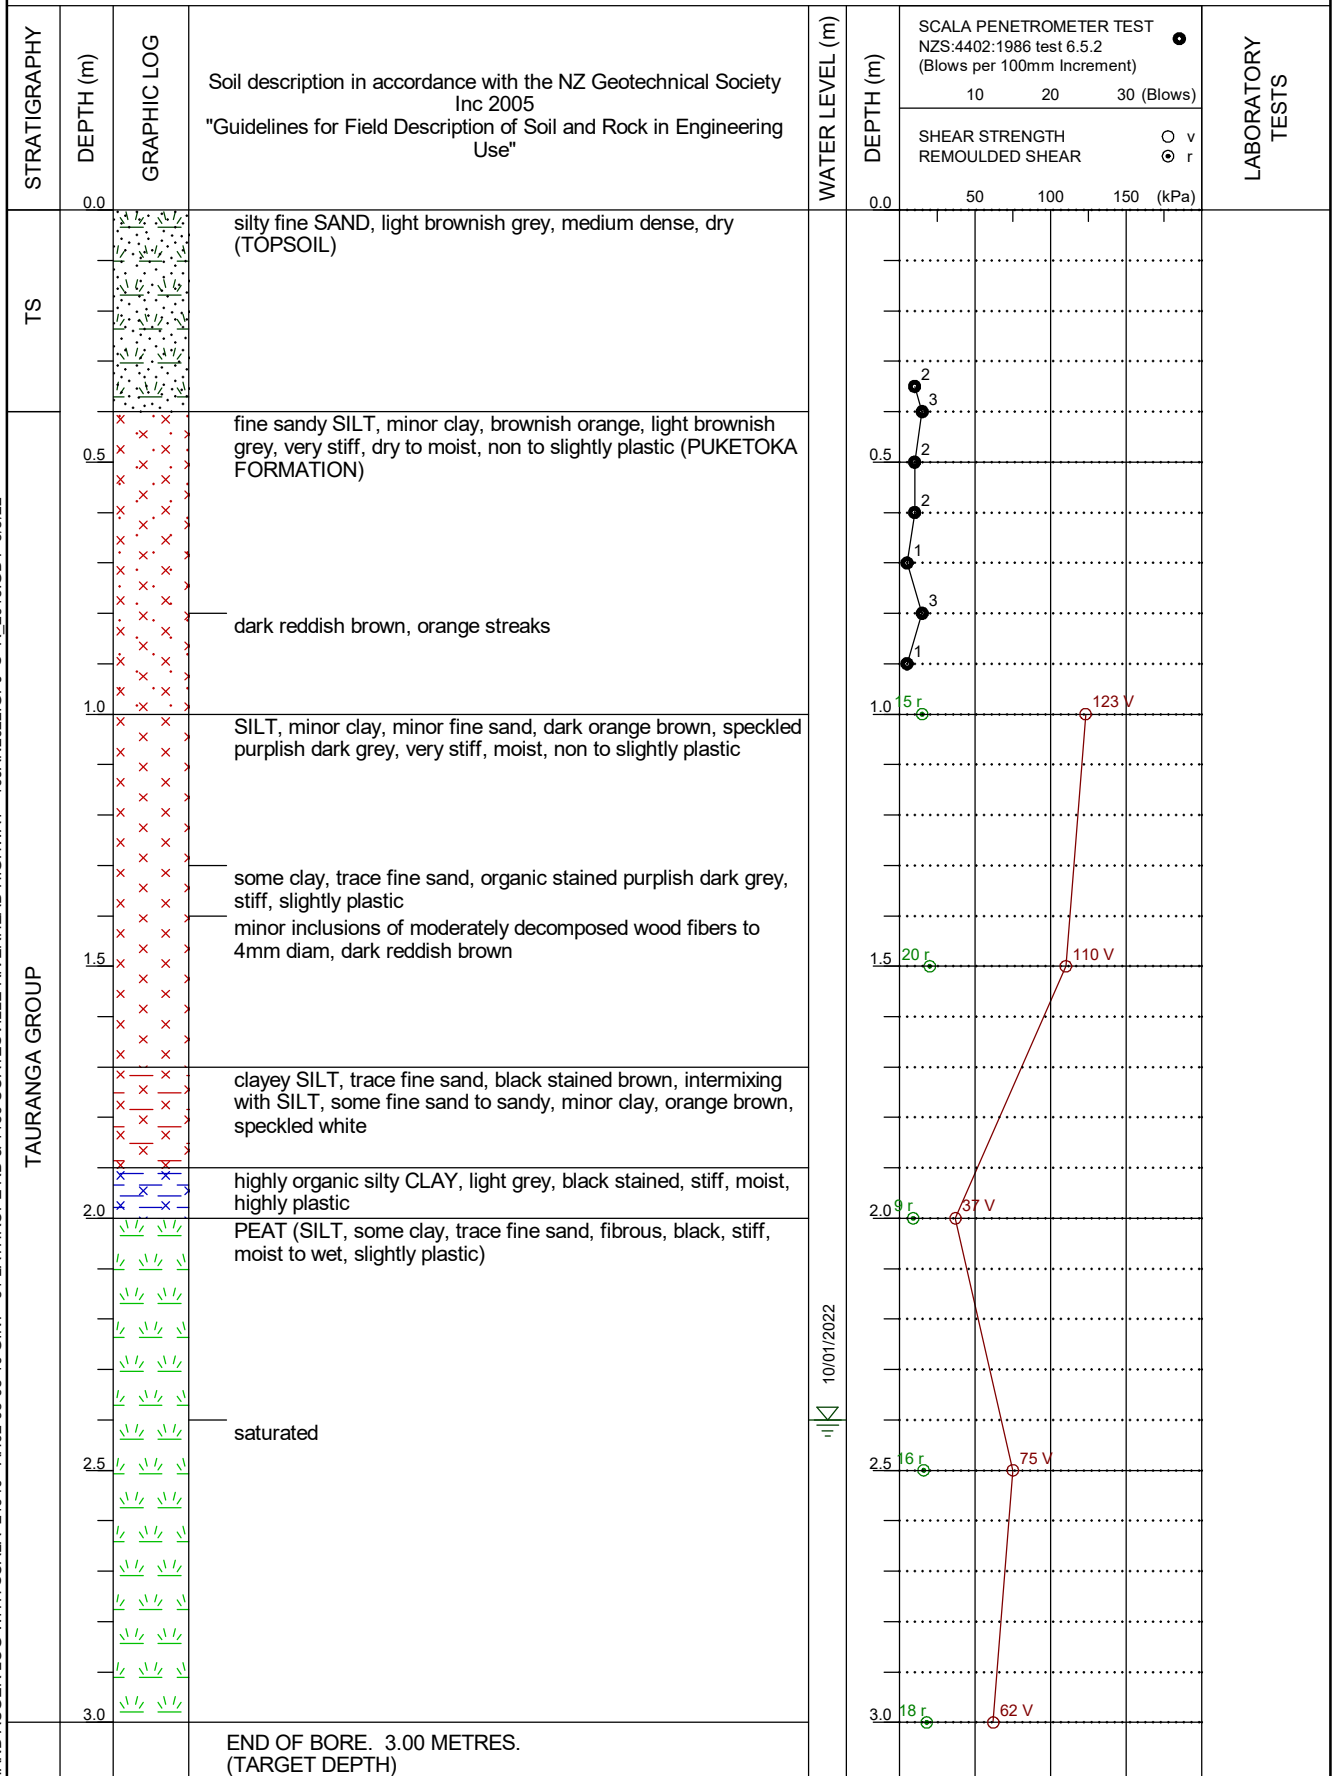 STRATIGRAPHY
DEPTH (m)
GRAPHIC LOG
Soil description in accordance with the NZ Geotechnical Society
Inc 2005
"Guidelines for Field Description of Soil and Rock in Engineering
Use"
WATER LEVEL (m)
DEPTH (m)
SCALA PENETROMETER TEST
NZS:4402:1986 test 6.5.2
(Blows per 100mm Increment)
10 20 30 (Blows)
SHEAR STRENGTH v
REMOULDED SHEAR r
50 100 150 (kPa)
LABORATORY
TESTS
0.0
0.0
TS
silty fine SAND, light brownish grey, medium dense, dry
(TOPSOIL)
2
3
TAURANGA GROUP
fine sandy SILT, minor clay, brownish orange, light brownish
grey, very stiff, dry to moist, non to slightly plastic (PUKETOKA
FORMATION)
0.5
0.5
2
2
1
3
dark reddish brown, orange streaks
1
1.0
1.0
15 r
123 V
SILT, minor clay, minor fine sand, dark orange brown, speckled
purplish dark grey, very stiff, moist, non to slightly plastic
some clay, trace fine sand, organic stained purplish dark grey,
stiff, slightly plastic
minor inclusions of moderately decomposed wood fibers to
4mm diam, dark reddish brown
1.5
1.5
20 r
110 V
clayey SILT, trace fine sand, black stained brown, intermixing
with SILT, some fine sand to sandy, minor clay, orange brown,
speckled white
highly organic silty CLAY, light grey, black stained, stiff, moist,
highly plastic
2.0
2.0
9 r
37 V
PEAT (SILT, some clay, trace fine sand, fibrous, black, stiff,
moist to wet, slightly plastic)
10/01/2022
saturated
2.5
2.5
16 r
75 V
3.0
3.0
18 r
62 V
END OF BORE. 3.00 METRES.
(TARGET DEPTH)